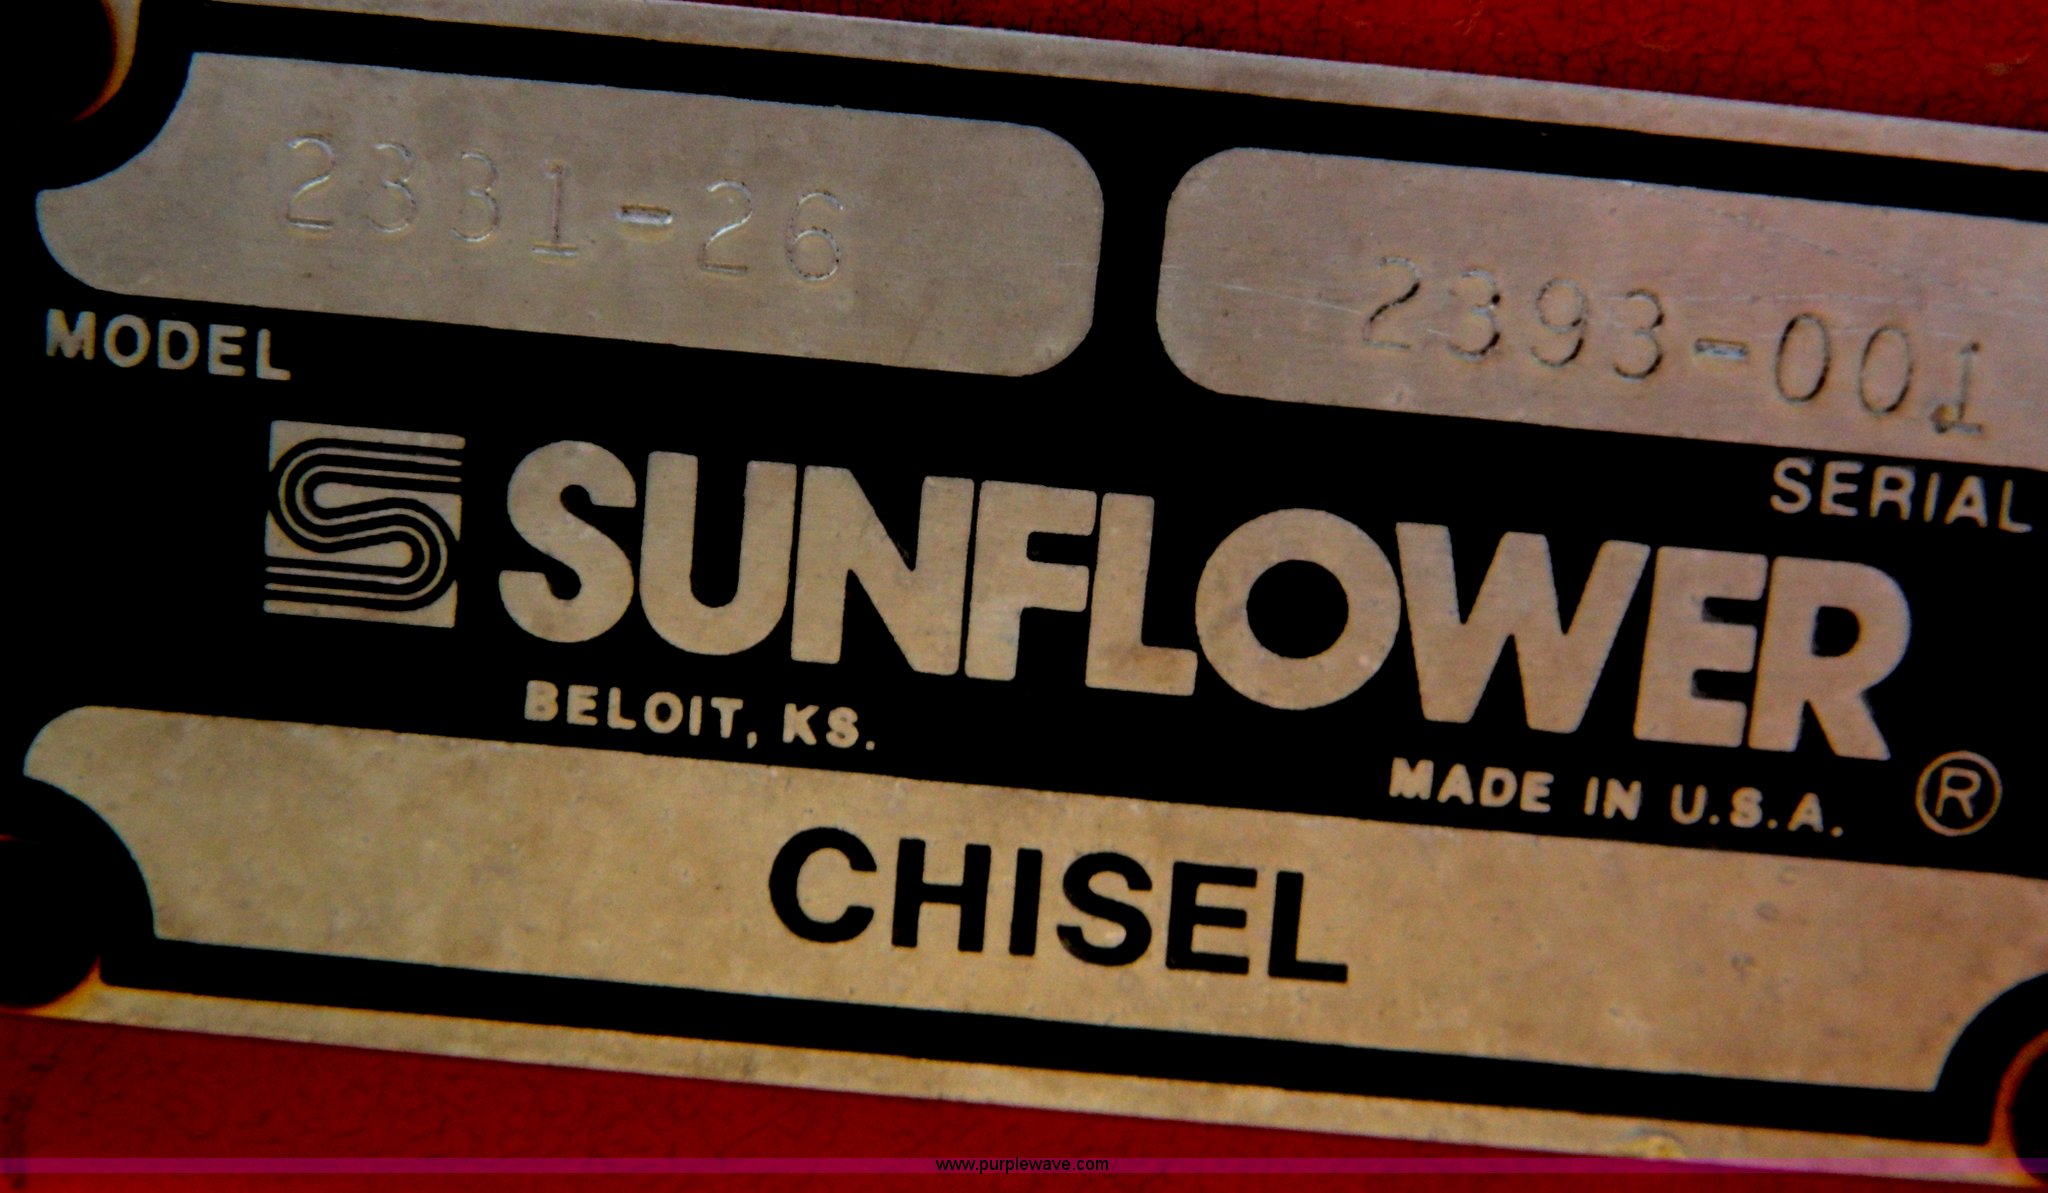 2331-26
2393-001
MODEL
SERIAL
SUNFLOWER®
BELOIT, KS.
MADE IN U.S.A.
CHISEL
www.purplewave.com